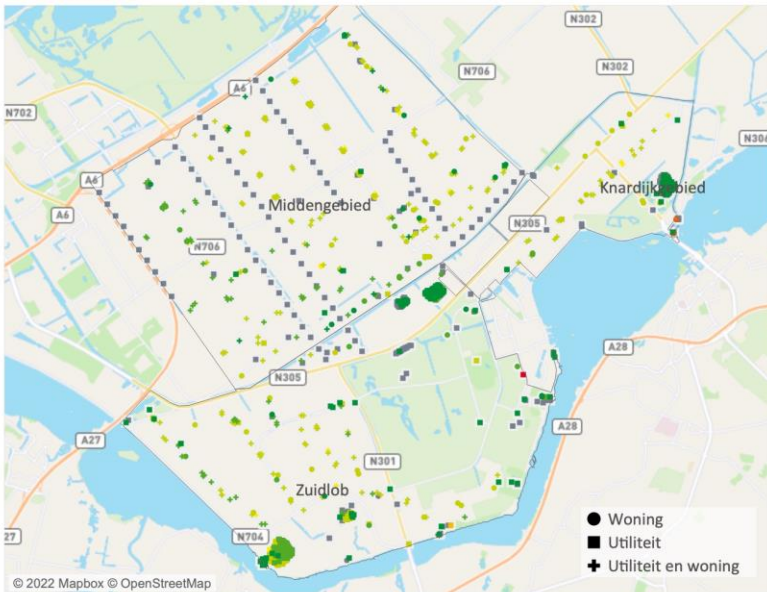 N302
N302
N706
A6
N702
N306
A6
Knardijkgebied
Middengebied
A6
N305
N706
A28
N305
A28
A27
N301
Zuidlob
Woning
N704
Utiliteit
27
Utiliteit en woning
© 2022 Mapbox © OpenStreetMap